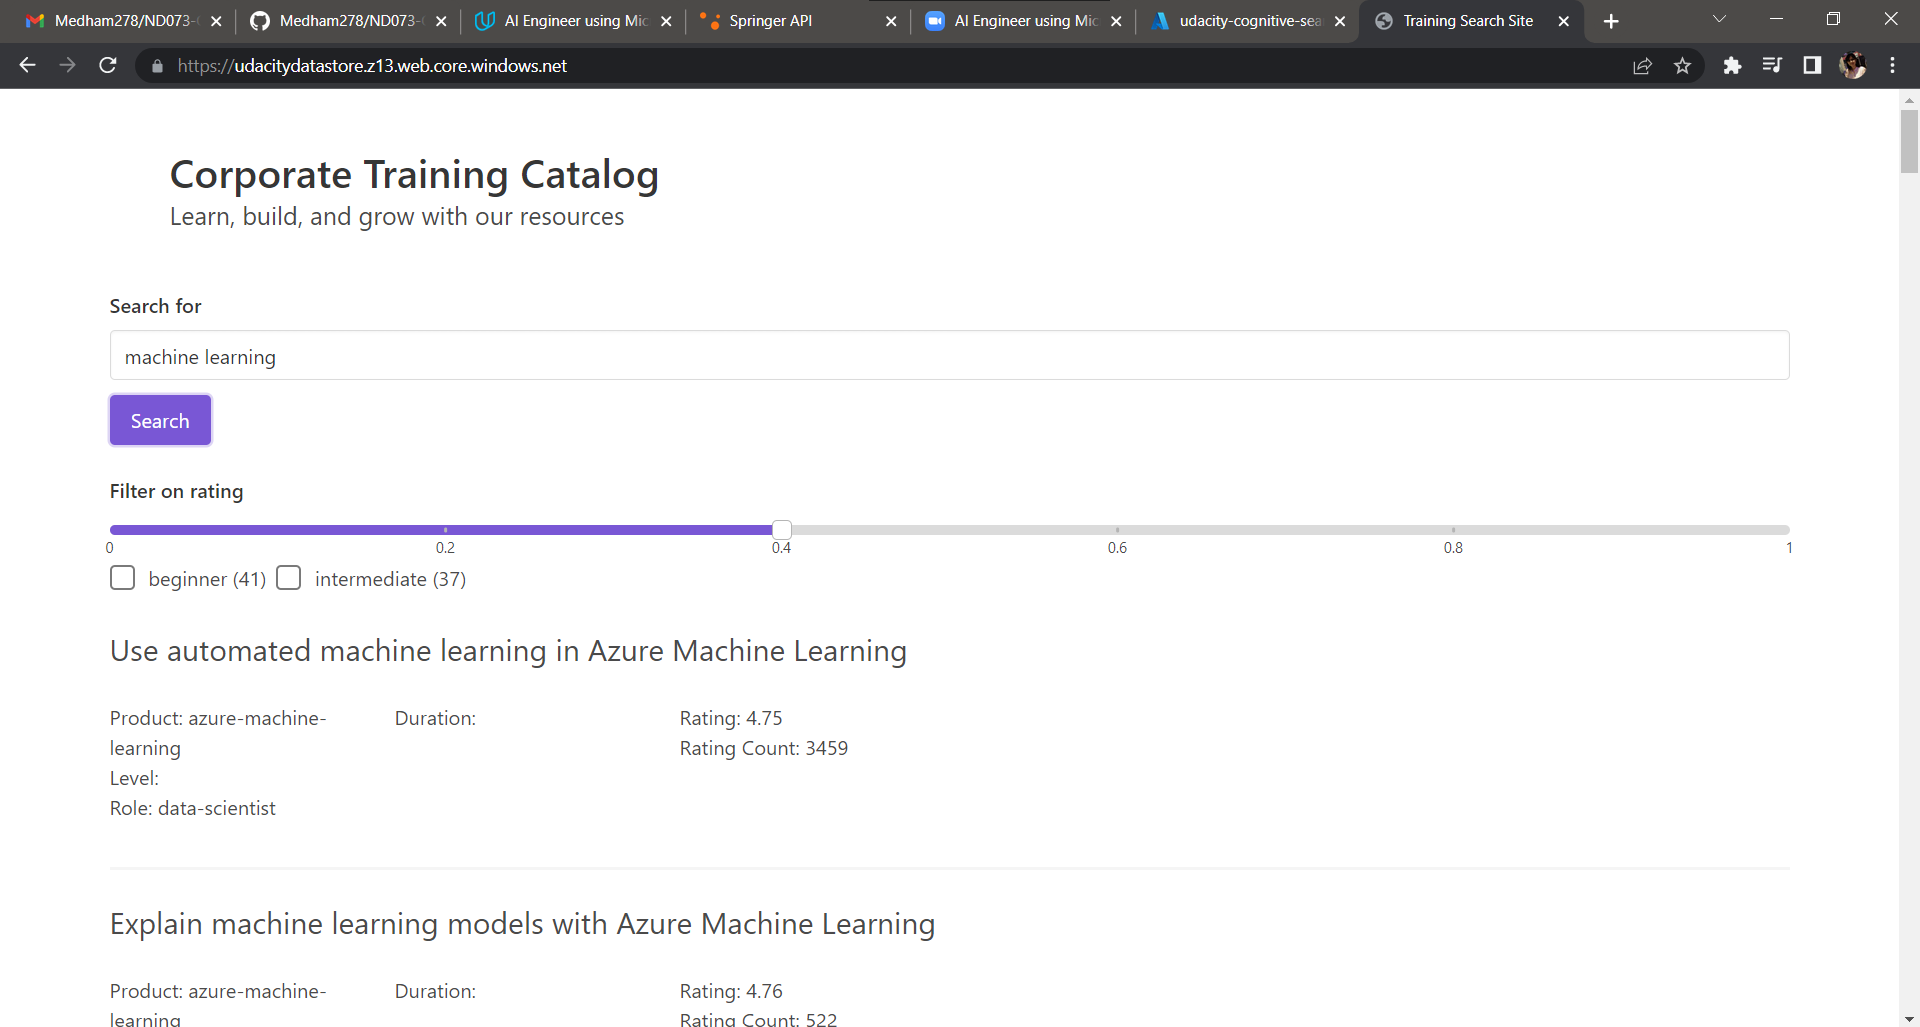 Medham278/ND073-
Medham278/ND073-
AI Engineer using Mic
Springer API
AI Engineer using Mic
udacity-cognitive-sea
Training Search Site
https://udacitydatastore.z13.web.core.windows.net
Corporate Training Catalog
Learn, build, and grow with our resources
Search for
machine learning
Search
Filter on rating
0 0.2 0.4 0.6 0.8 1
beginner (41) intermediate (37)
Use automated machine learning in Azure Machine Learning
Product: azure-machine- Duration: Rating: 4.75
learning Rating Count: 3459
Level:
Role: data-scientist
Explain machine learning models with Azure Machine Learning
Product: azure-machine- Duration: Rating: 4.76
learning Rating Count: 522